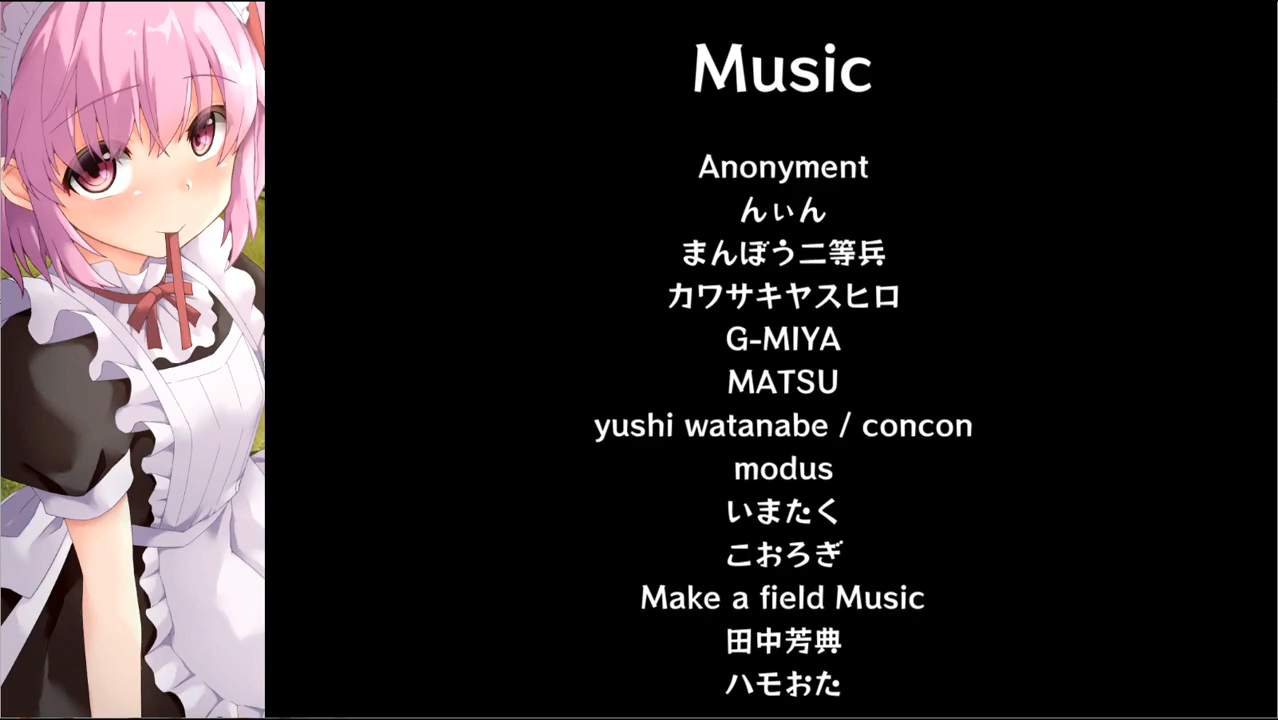 Music
Anonyment
んぃん
まんぼう二等兵
カワサキヤスヒロ
G-MIYA
MATSU
yushi watanabe / concon
modus
いまたく
こおろぎ
Make a field Music
田中芳典
ハモおた